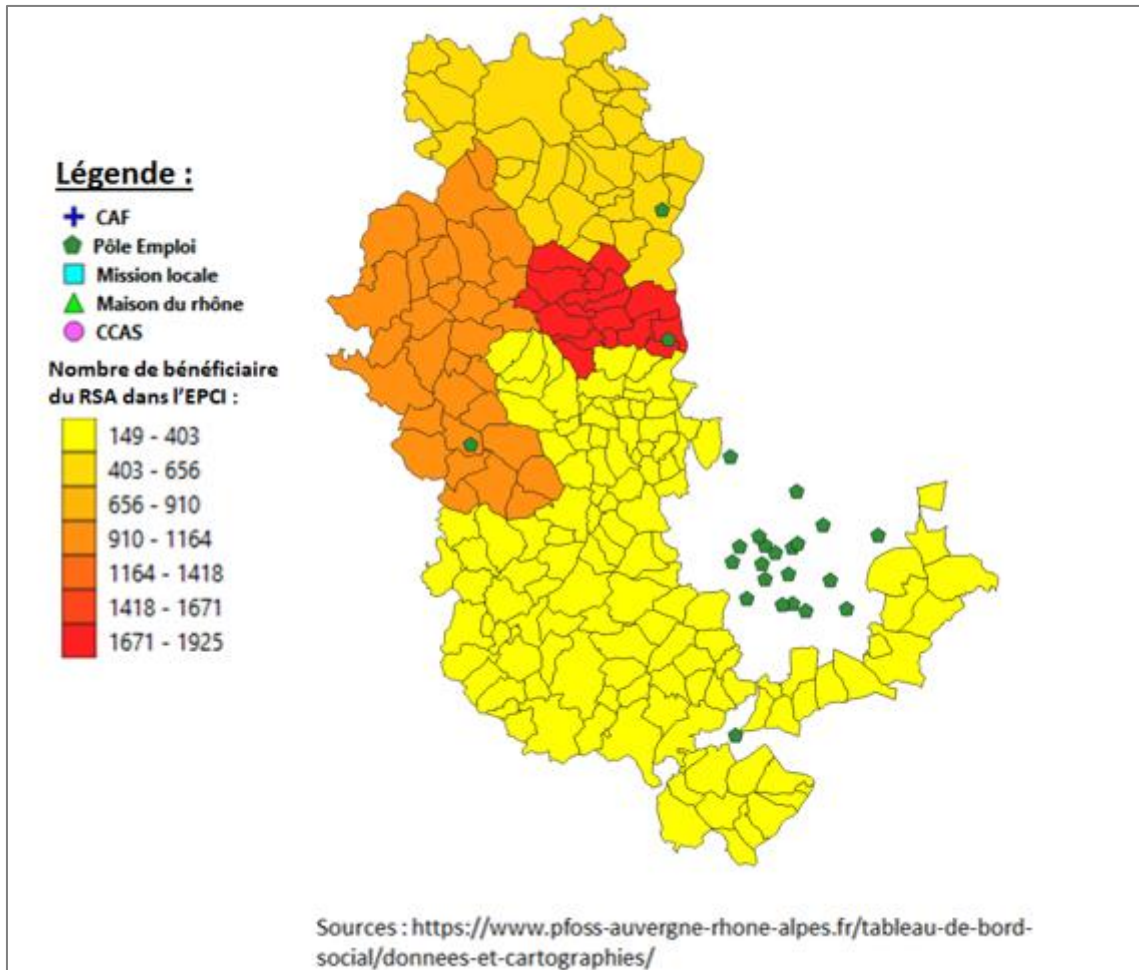 Légende :
CAF
Pôle Emploi
Mission locale
Maison du rhône
CCAS
Nombre de bénéficiaire
du RSA dans l'EPCI :
149 - 403
403 - 656
656 - 910
910 - 1164
1164 - 1418
1418 - 1671
1671 - 1925
Sources : https://www.pfoss-auvergne-rhone-alpes.fr/tableau-de-bord-
social/donnees-et-cartographies/